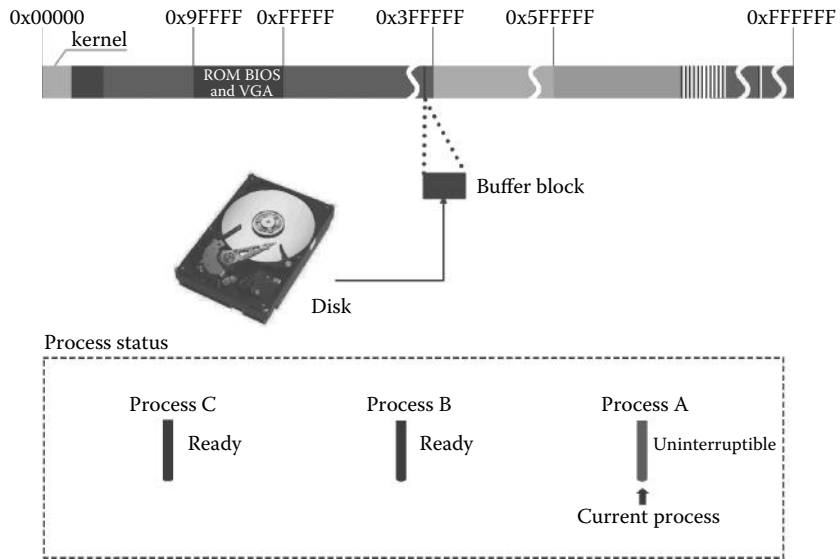 0x00000 0x9FFFF 0xFFFFF 0x3FFFFF 0x5FFFFF 0xFFFFFF
kernel
ROM BIOS
and VGA
Buffer block
Disk
Process status
Process C Process B Process A
Ready Ready Uninterruptible
Current process